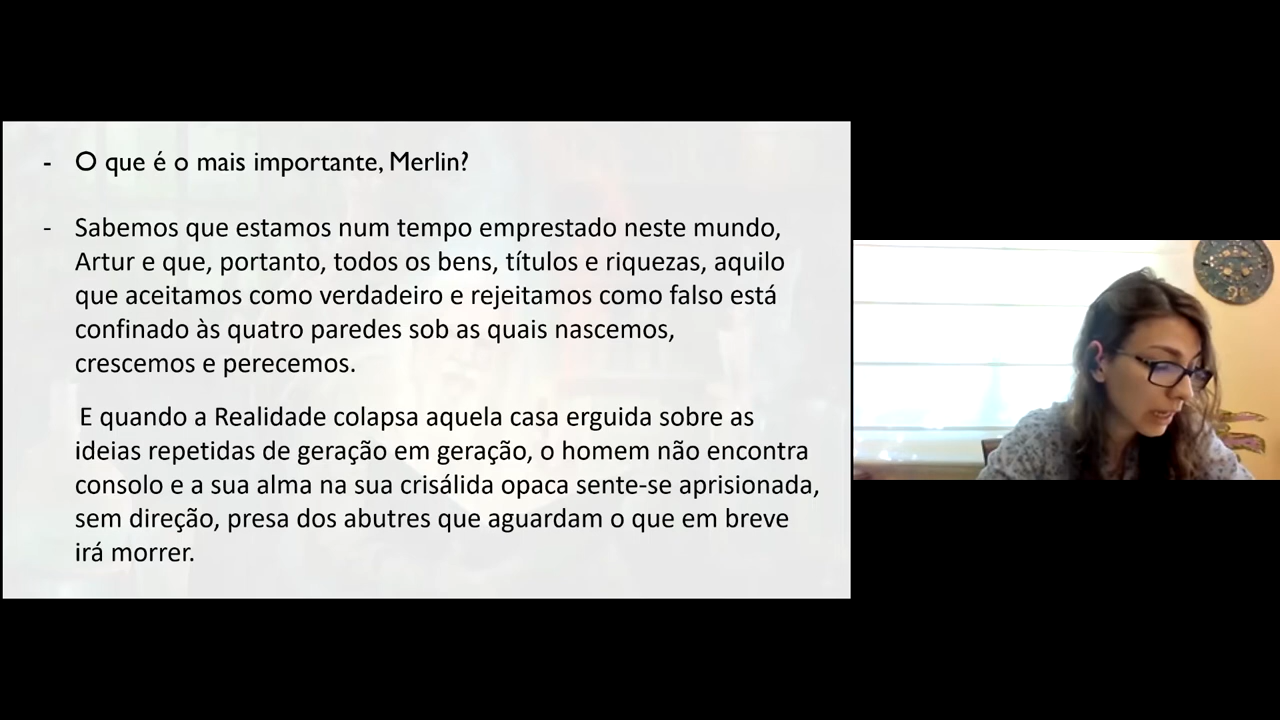 - O que é o mais importante, Merlin?
- Sabemos que estamos num tempo emprestado neste mundo,
Artur e que, portanto, todos os bens, títulos e riquezas, aquilo
que aceitamos como verdadeiro e rejeitamos como falso está
confinado às quatro paredes sob as quais nascemos,
crescemos e perecemos.
E quando a Realidade colapsa aquela casa erguida sobre as
ideias repetidas de geração em geração, o homem não encontra
consolo e a sua alma na sua crisálida opaca sente-se aprisionada,
sem direção, presa dos abutres que aguardam o que em breve
irá morrer.